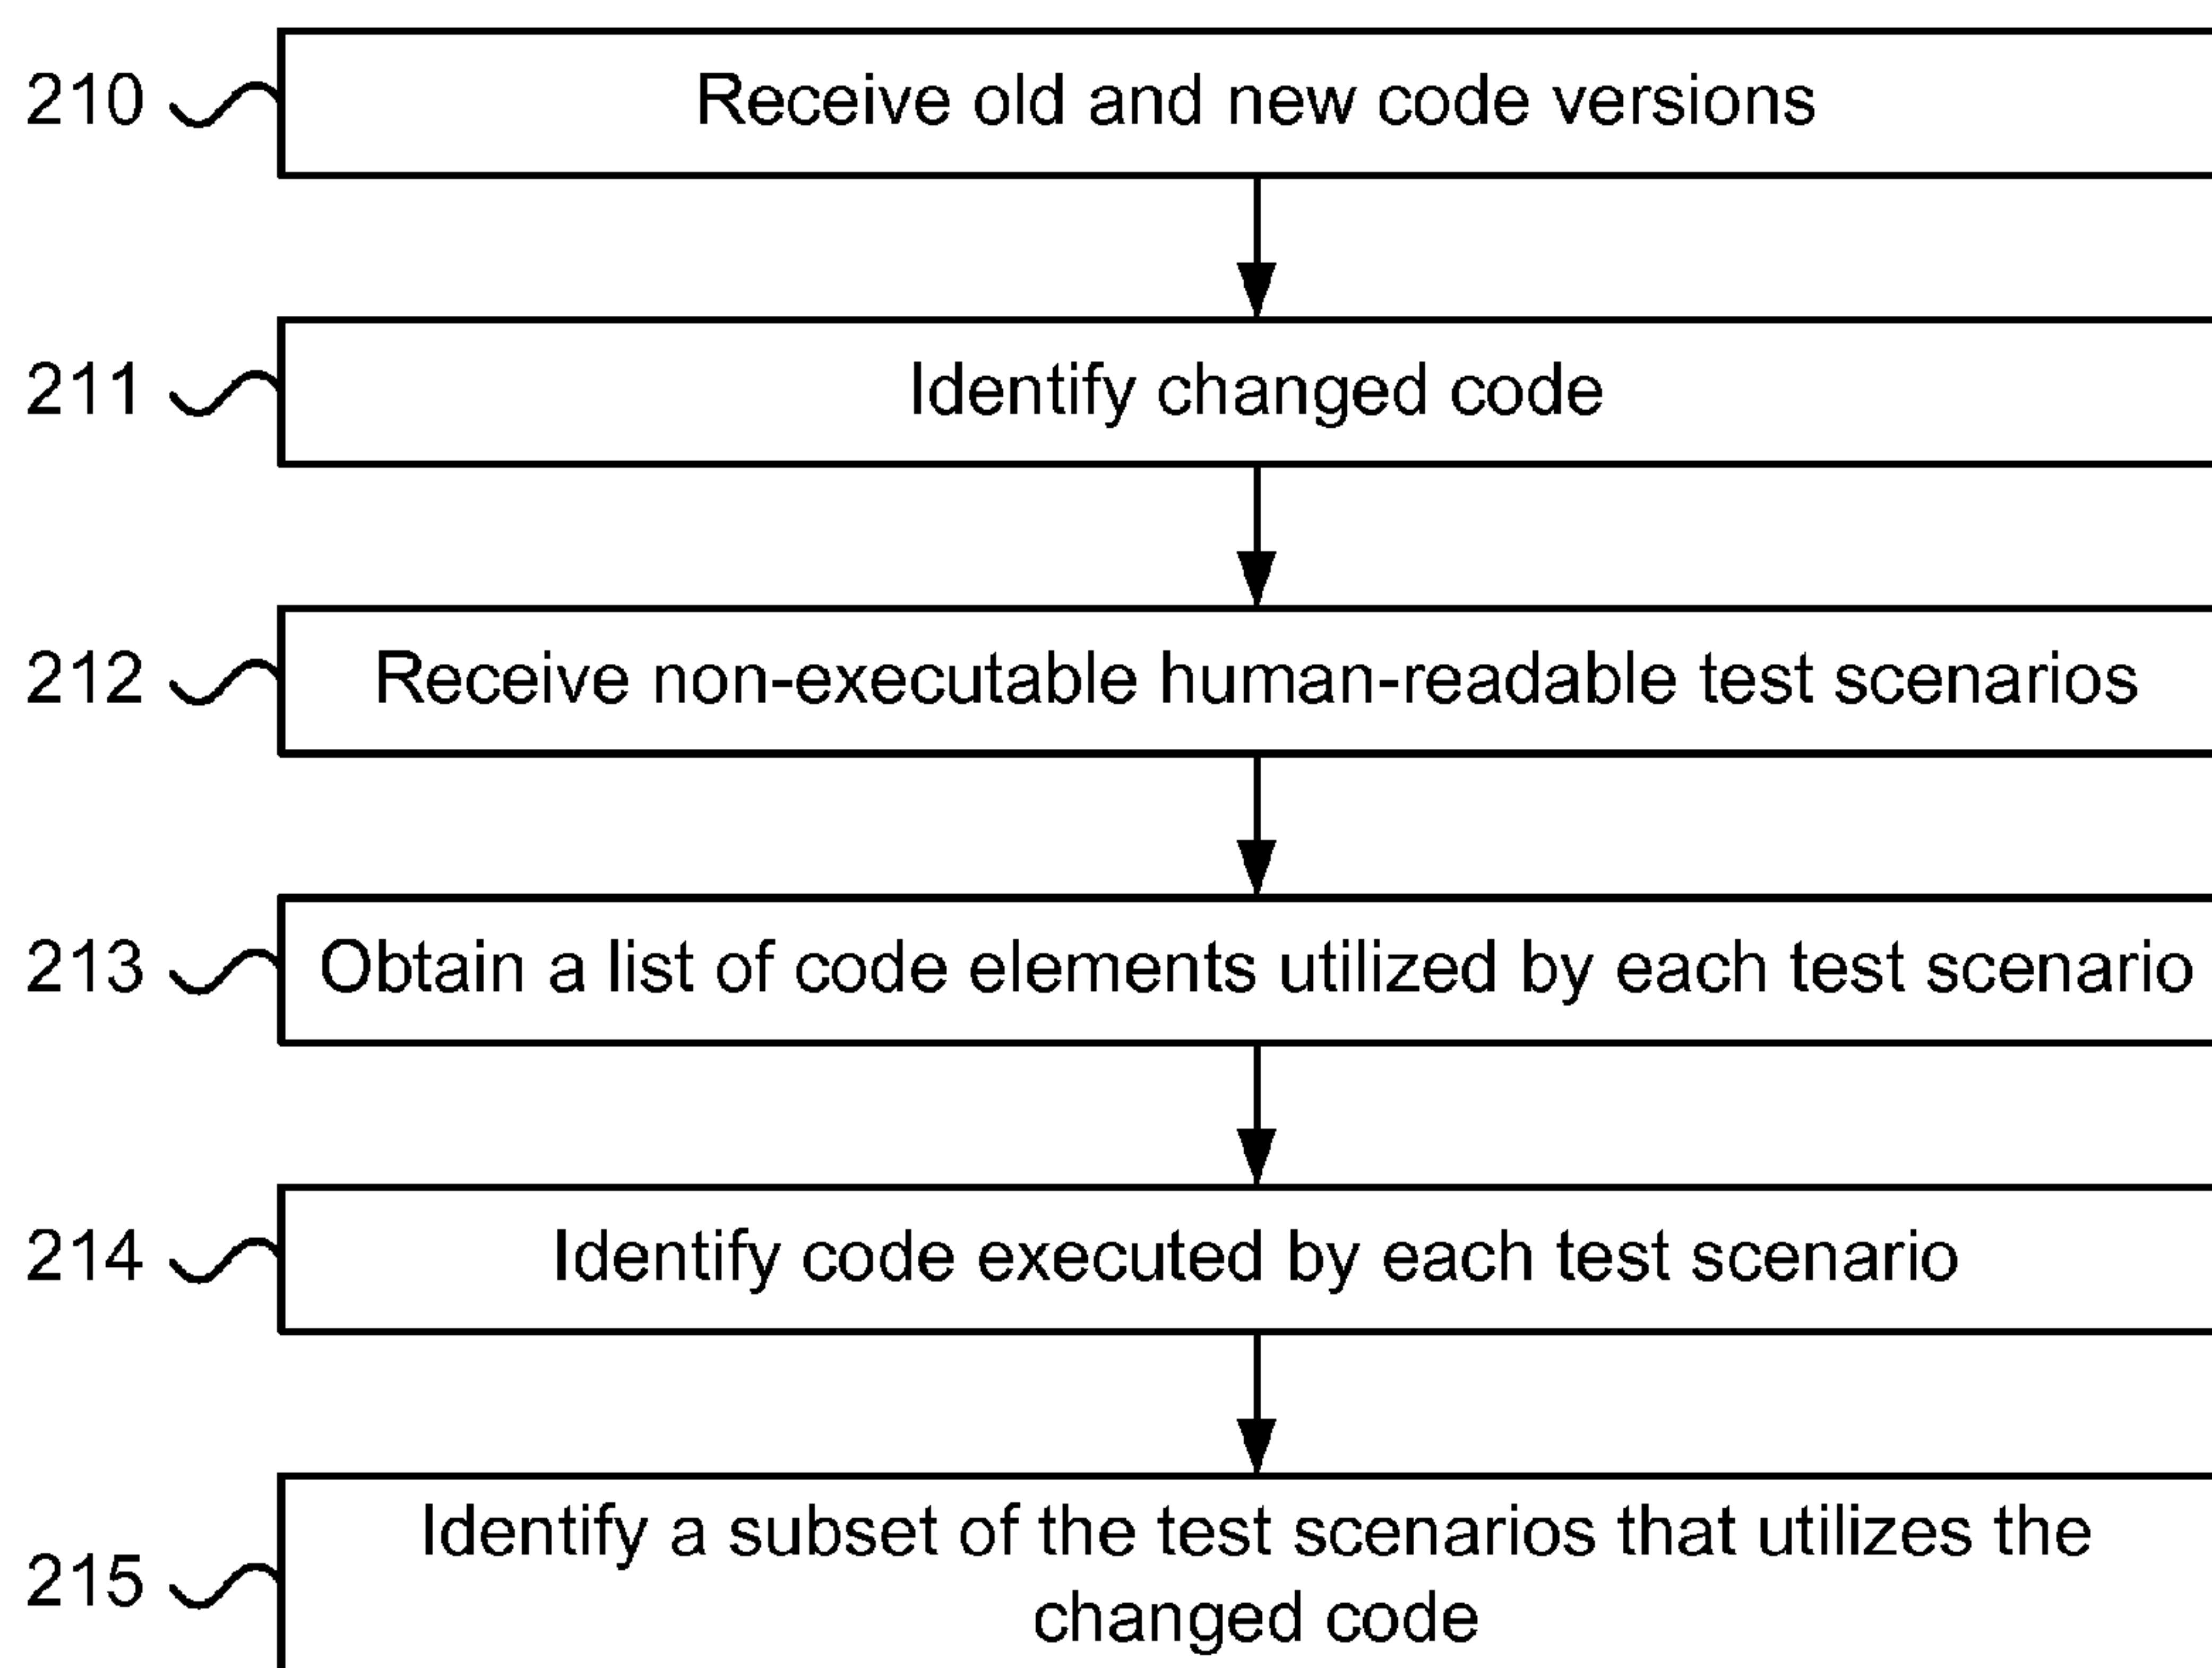 210 Receive old and new code versions
211 Identify changed code
212 Receive non-executable human-readable test scenarios
213 Obtain a list of code elements utilized by each test scenario
214 Identify code executed by each test scenario
215 Identify a subset of the test scenarios that utilizes the
changed code